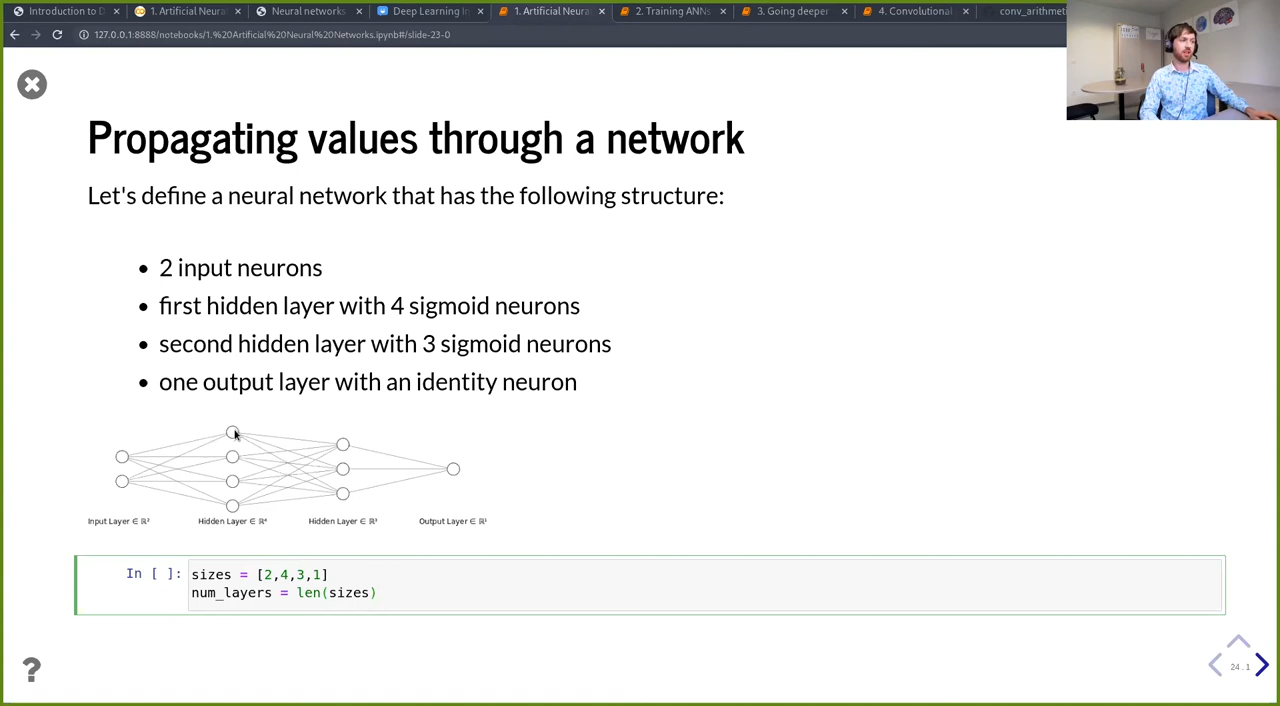 Introduction to D
1. Artificial Neura
Neural networks
Deep Learning In
1. Artificial Neura
2. Training ANNs
3. Going deeper
4. Convolutional
conv_arithmeti
127.0.0.1:8888/notebooks/1.%20Artificial%20Neural%20Networks.ipynb#/slide-23-0
Propagating values through a network
Let's define a neural network that has the following structure:
• 2 input neurons
• first hidden layer with 4 sigmoid neurons
• second hidden layer with 3 sigmoid neurons
• one output layer with an identity neuron
Input Layer ∈ ℝ² Hidden Layer ∈ ℝ⁴ Hidden Layer ∈ ℝ³ Output Layer ∈ ℝ¹
In [ ]: sizes = [2,4,3,1]
num_layers = len(sizes)
?
24.1